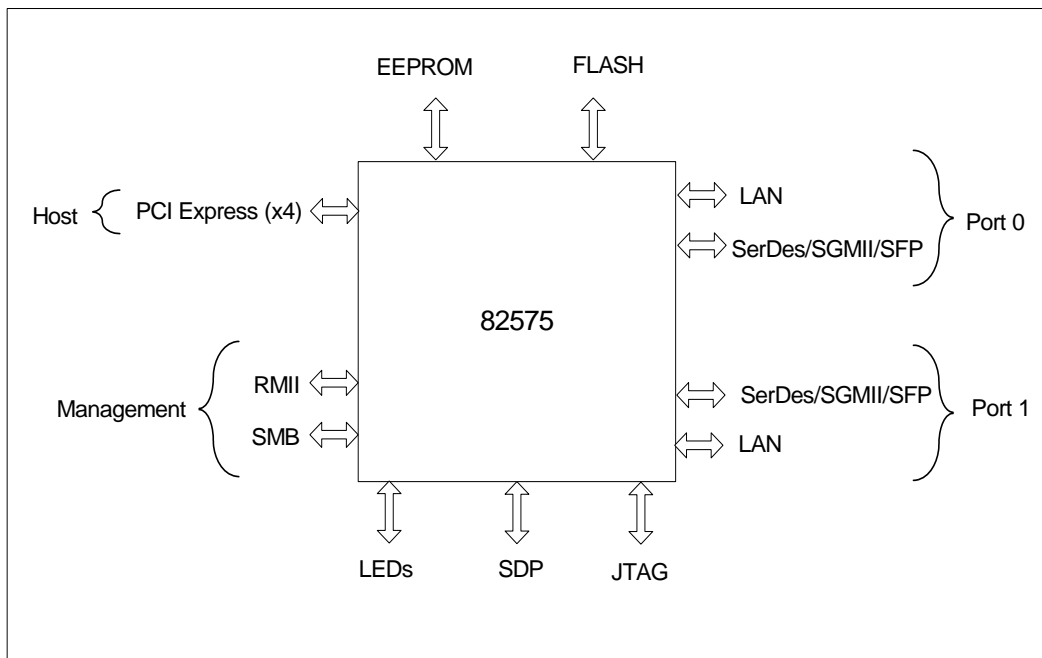 EEPROM
FLASH
Host
PCI Express (x4)
LAN
SerDes/SGMII/SFP
Port 0
82575
Management
RMII
SMB
SerDes/SGMII/SFP
LAN
Port 1
LEDs
SDP
JTAG